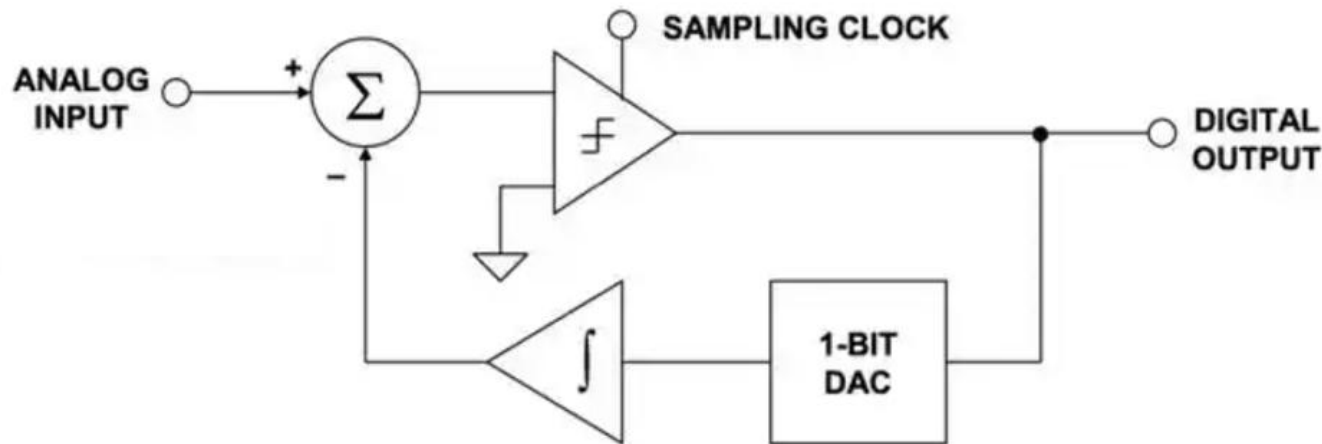 SAMPLING CLOCK
ANALOG
INPUT
+
Σ
−
DIGITAL
OUTPUT
∫
1-BIT
DAC